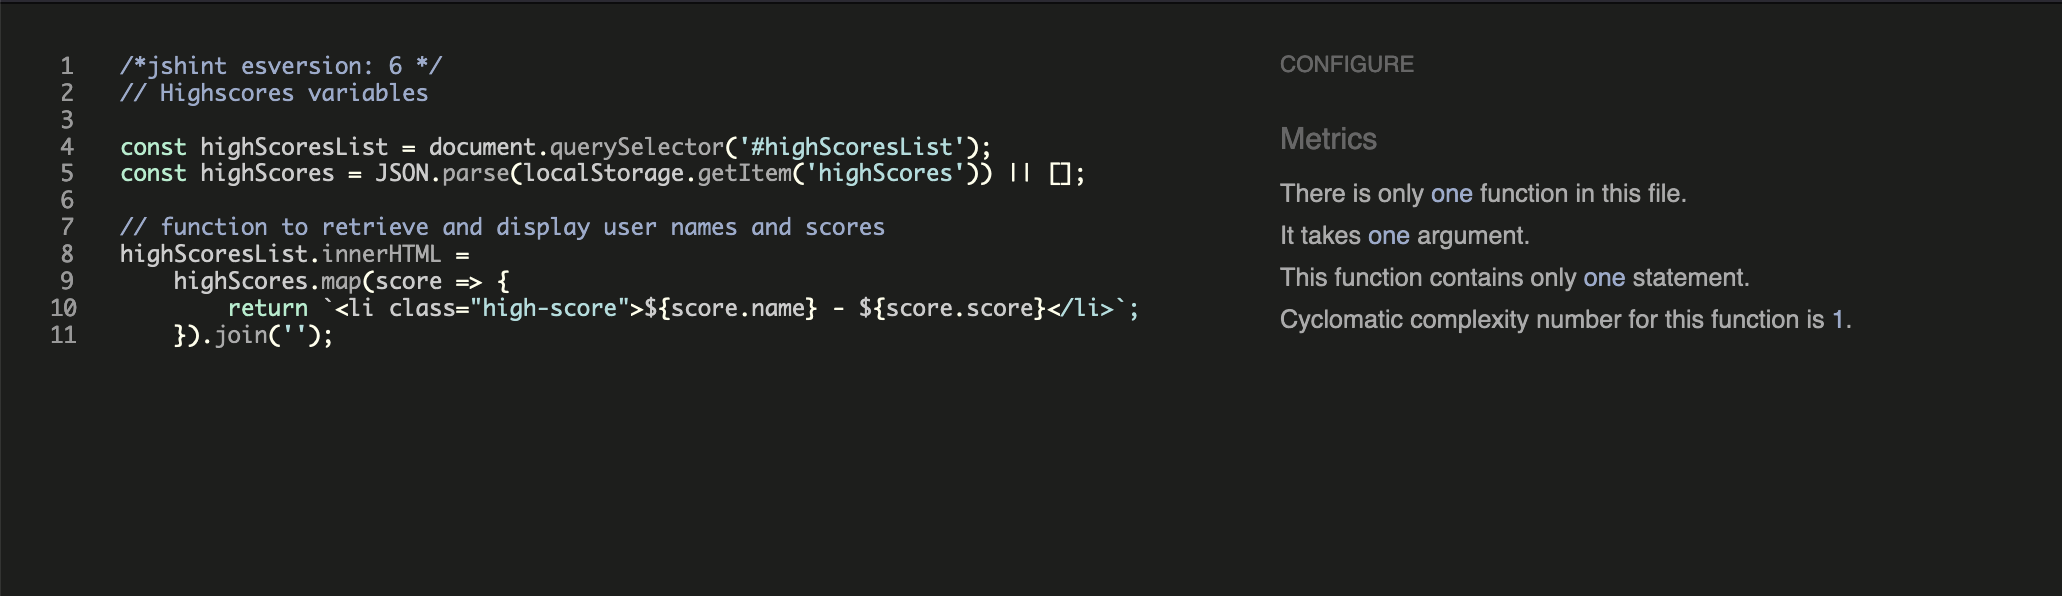 1 /*jshint esversion: 6 */
2 // Highscores variables
3
4 const highScoresList = document.querySelector('#highScoresList');
5 const highScores = JSON.parse(localStorage.getItem('highScores')) || [];
6
7 // function to retrieve and display user names and scores
8 highScoresList.innerHTML =
9     highScores.map(score => {
10         return `<li class="high-score">${score.name} - ${score.score}</li>`;
11     }).join('');
CONFIGURE
Metrics
There is only one function in this file.
It takes one argument.
This function contains only one statement.
Cyclomatic complexity number for this function is 1.